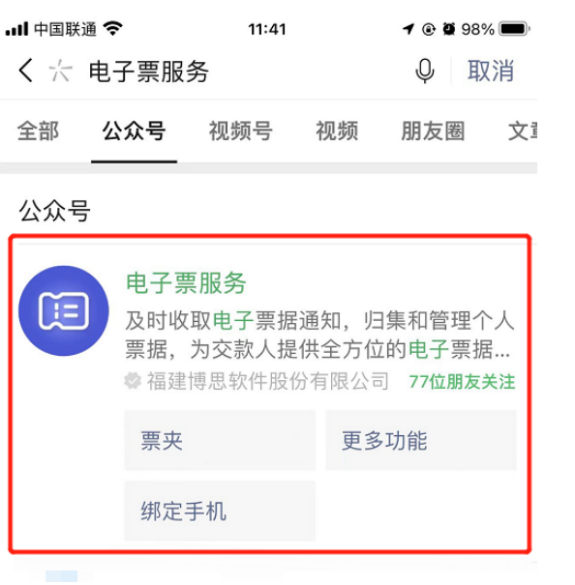 中国联通 11:41 98%
电子票服务 取消
全部 公众号 视频号 视频 朋友圈
公众号
电子票服务
及时收取电子票据通知，归集和管理个人
票据，为交款人提供全方位的电子票据...
福建博思软件股份有限公司 77位朋友关注
票夹 更多功能
绑定手机